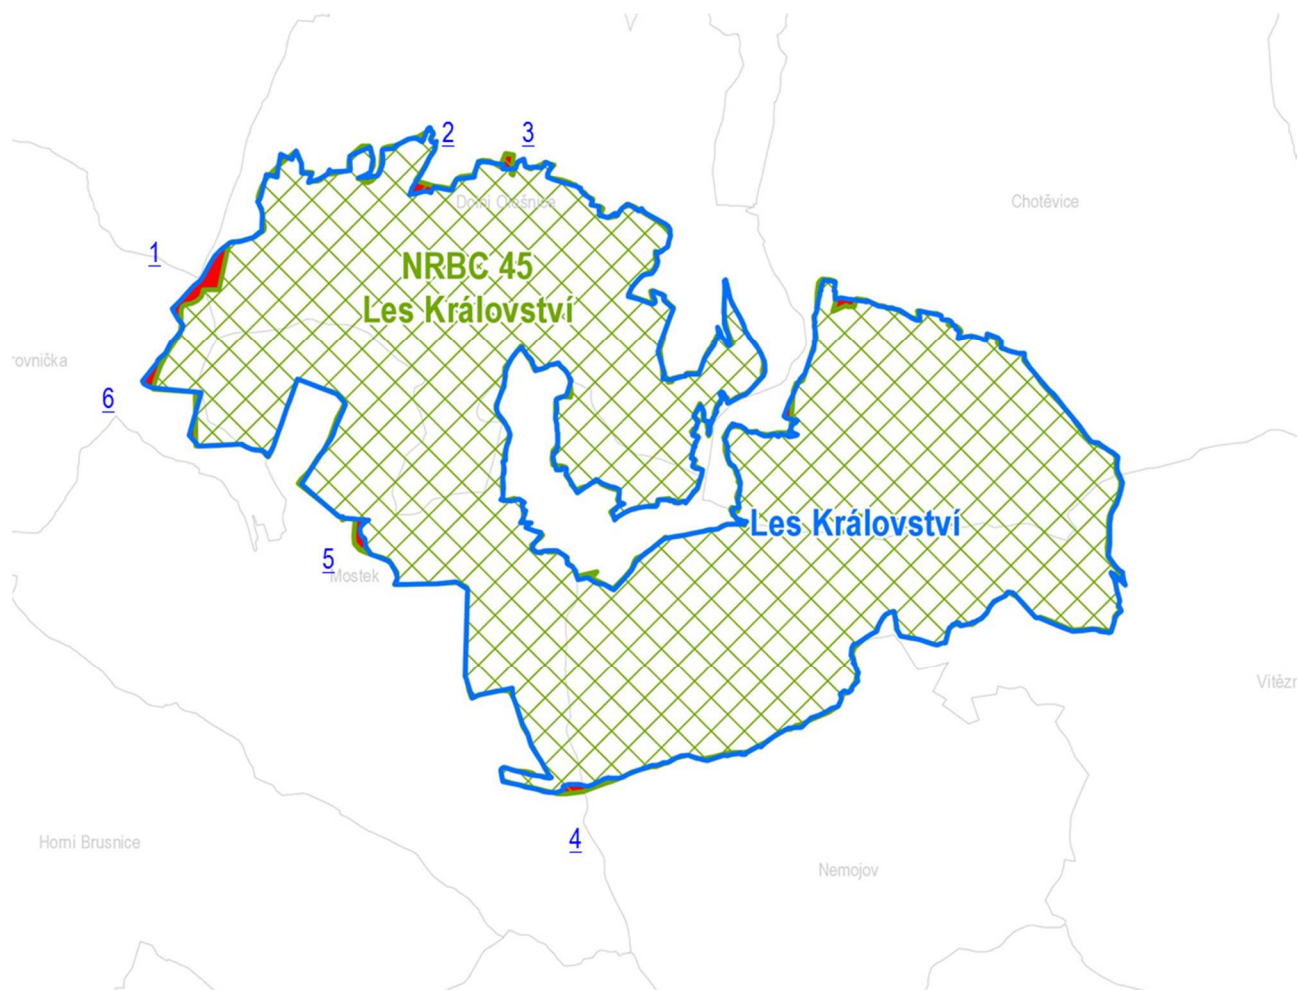 2
3
Dolní Olešnice
Chotěvice
1
NRBC 45
Les Království
rovnička
6
Les Království
5
Mostek
Vítězn
4
Horní Brusnice
Nemojov